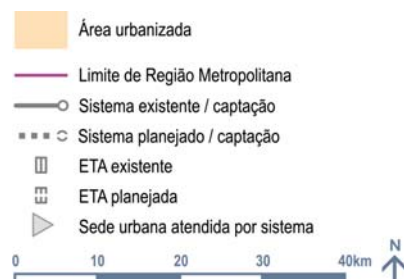 Área urbanizada
Limite de Região Metropolitana
Sistema existente / captação
Sistema planejado / captação
ETA existente
ETA planejada
Sede urbana atendida por sistema
0 10 20 30 40km N